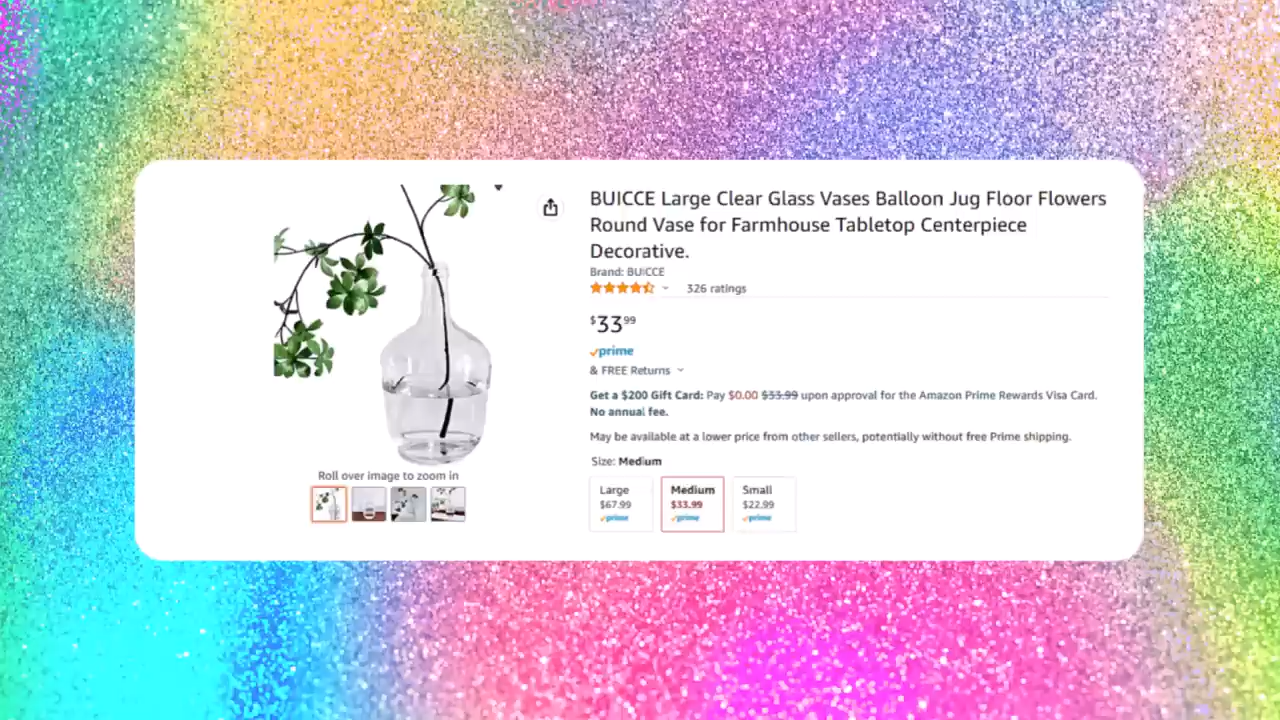 BUICCE Large Clear Glass Vases Balloon Jug Floor Flowers
Round Vase for Farmhouse Tabletop Centerpiece
Decorative.
Brand: BUICCE
326 ratings
$33 99
prime
& FREE Returns
Get a $200 Gift Card: Pay $0.00 $33.99 upon approval for the Amazon Prime Rewards Visa Card.
No annual fee.
May be available at a lower price from other sellers, potentially without free Prime shipping.
Size: Medium
Large
$67.99
prime
Medium
$33.99
prime
Small
$22.99
prime
Roll over image to zoom in